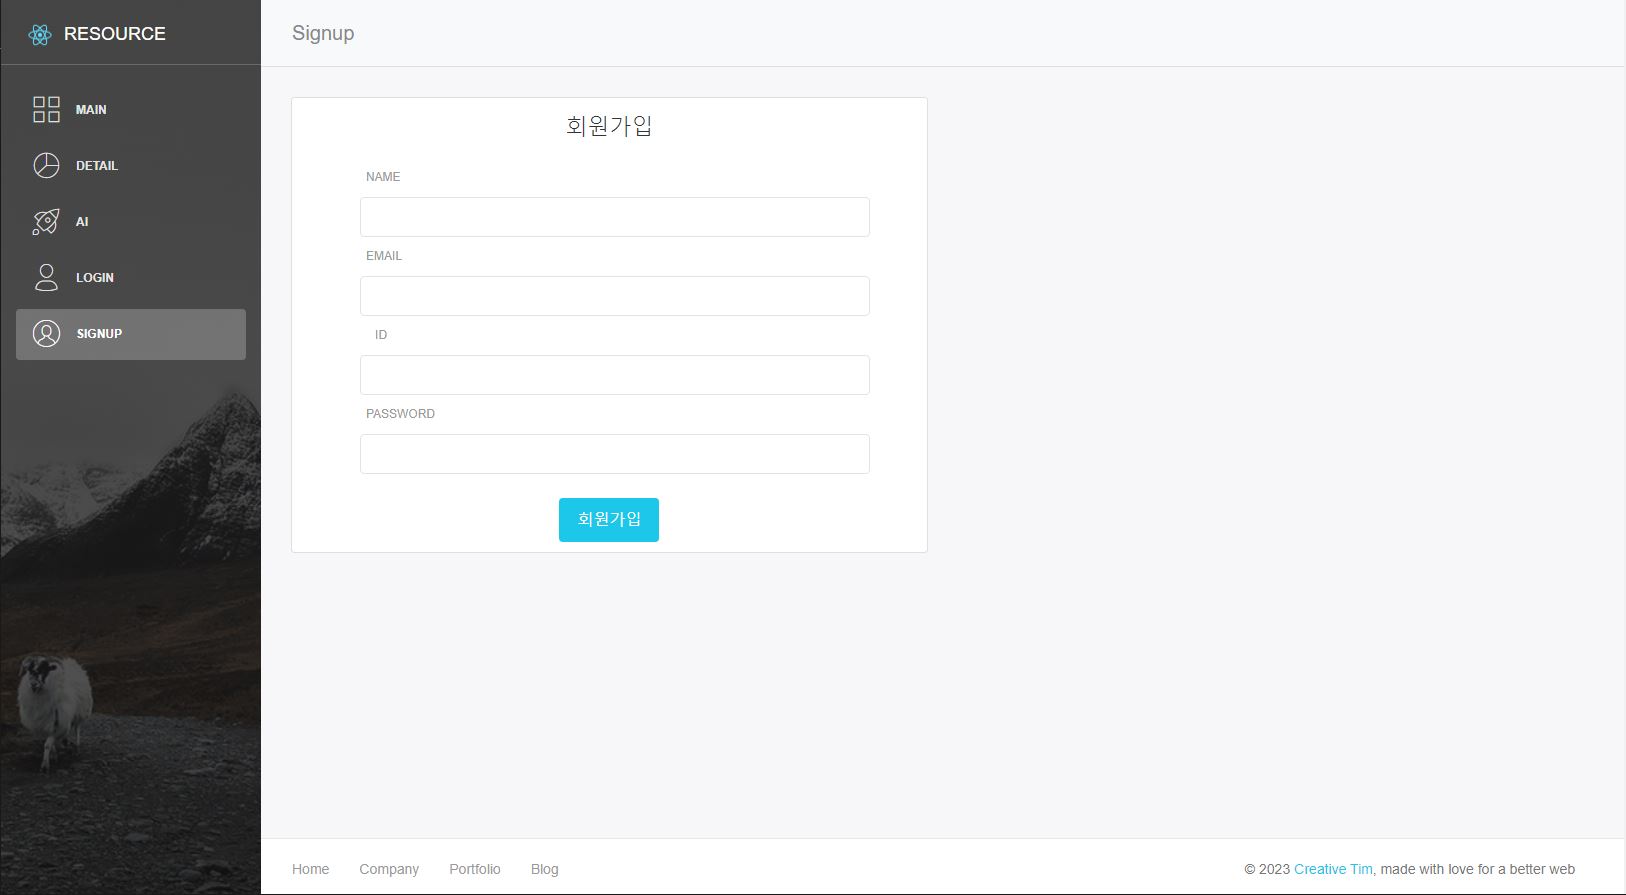 RESOURCE
MAIN
DETAIL
AI
LOGIN
SIGNUP
Signup
회원가입
NAME
EMAIL
ID
PASSWORD
회원가입
Home Company Portfolio Blog
© 2023 Creative Tim, made with love for a better web